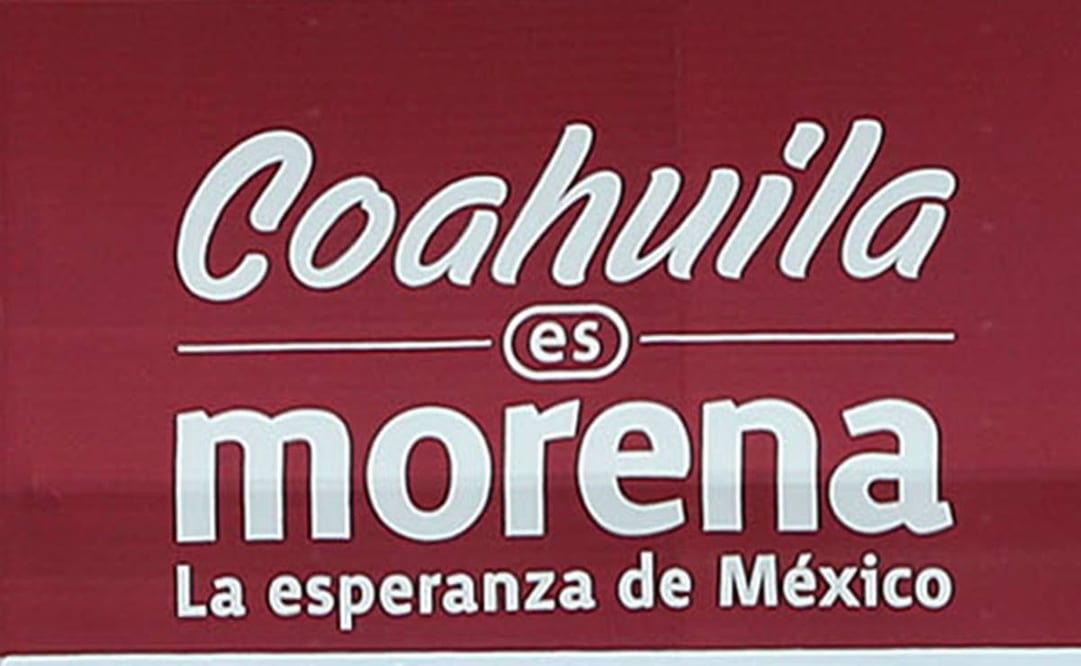 Coahuila
es
morena
La esperanza de México